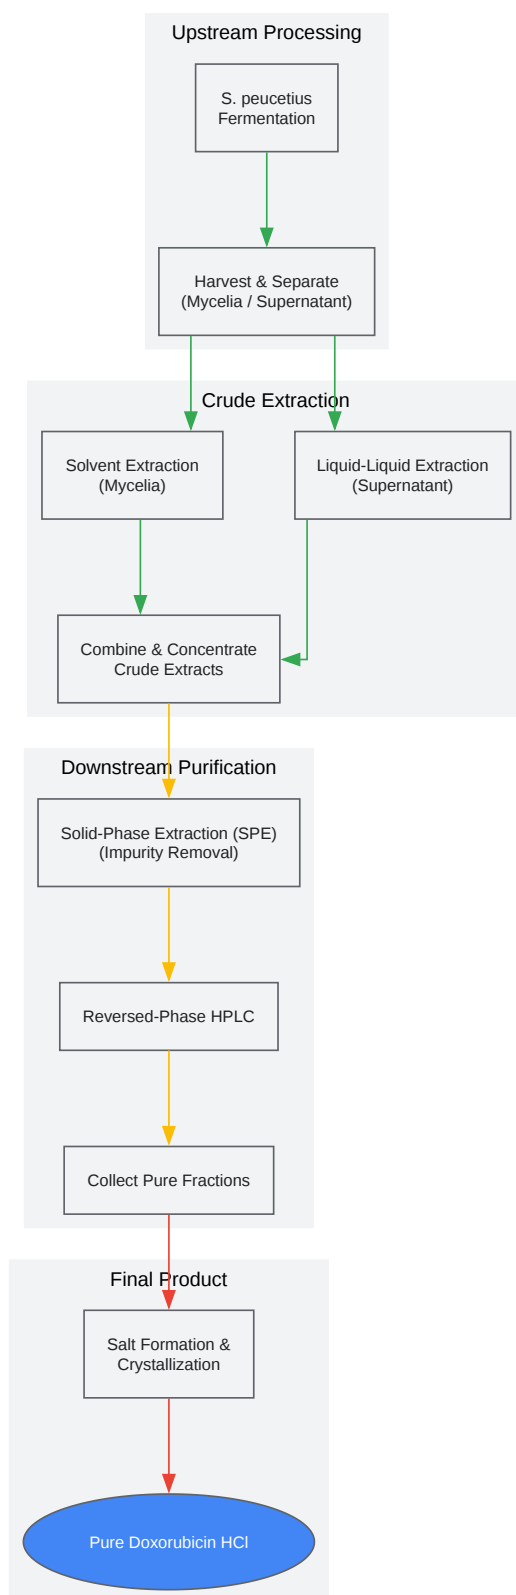 Upstream Processing
S. peucetius
Fermentation
Harvest & Separate
(Mycelia / Supernatant)
Crude Extraction
Solvent Extraction
(Mycelia)
Liquid-Liquid Extraction
(Supernatant)
Combine & Concentrate
Crude Extracts
Downstream Purification
Solid-Phase Extraction (SPE)
(Impurity Removal)
Reversed-Phase HPLC
Collect Pure Fractions
Final Product
Salt Formation &
Crystallization
Pure Doxorubicin HCl